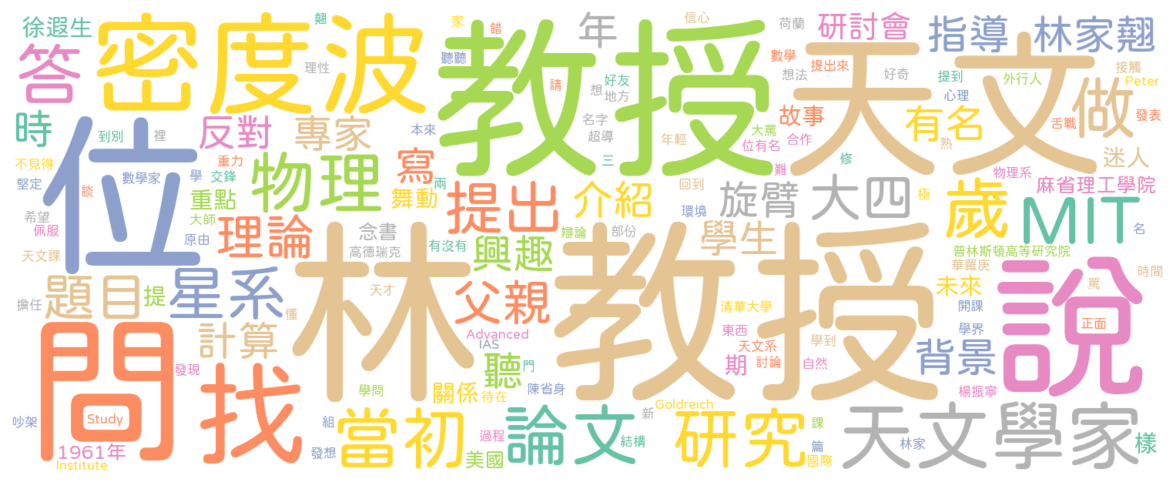 徐遐生
翹
家
錯
年
信心
荷蘭
研討會
指導
林家翹
答
密度波
理性
聽聽
教授
天文
數學
提出來
想法
好奇
提到
外行人
接觸
Peter
請
好友
想
地方
心理
做
時
到別
裡
反對
專家
本來
名字
超導
三
年輕
大罵
位有名
合作
故事
有名
舌戰
發表
位
不見得
堅定
談
數學家
學
重力
交鋒
物理
寫
兩
難
修
熟
迷人
物理系
希望
佩服
重點
大師
舞動
提出
介紹
回到
環境
旋臂
大四
極
歲
麻省理工學院
MIT
名
天文課
原由
理論
念書
高德瑞克
有沒有
辯論
部份
學生
興趣
普林斯頓高等研究院
擔任
題目
提
星系
懂
林
天才
父親
教授
清華大學
華羅庚
未來
說
時間
罵
開課
正面
學界
問
計算
Advanced
IAS
東西
天文系
學到
發現
找
聽
門
期
討論
自然
背景
楊振寧
學問
關係
待在
陳省身
Study
吵架
組
當初
論文
新
Goldreich
研究
課
天文學家
1961年
Institute
發想
過程
美國
結構
篇
國際
林家
樣